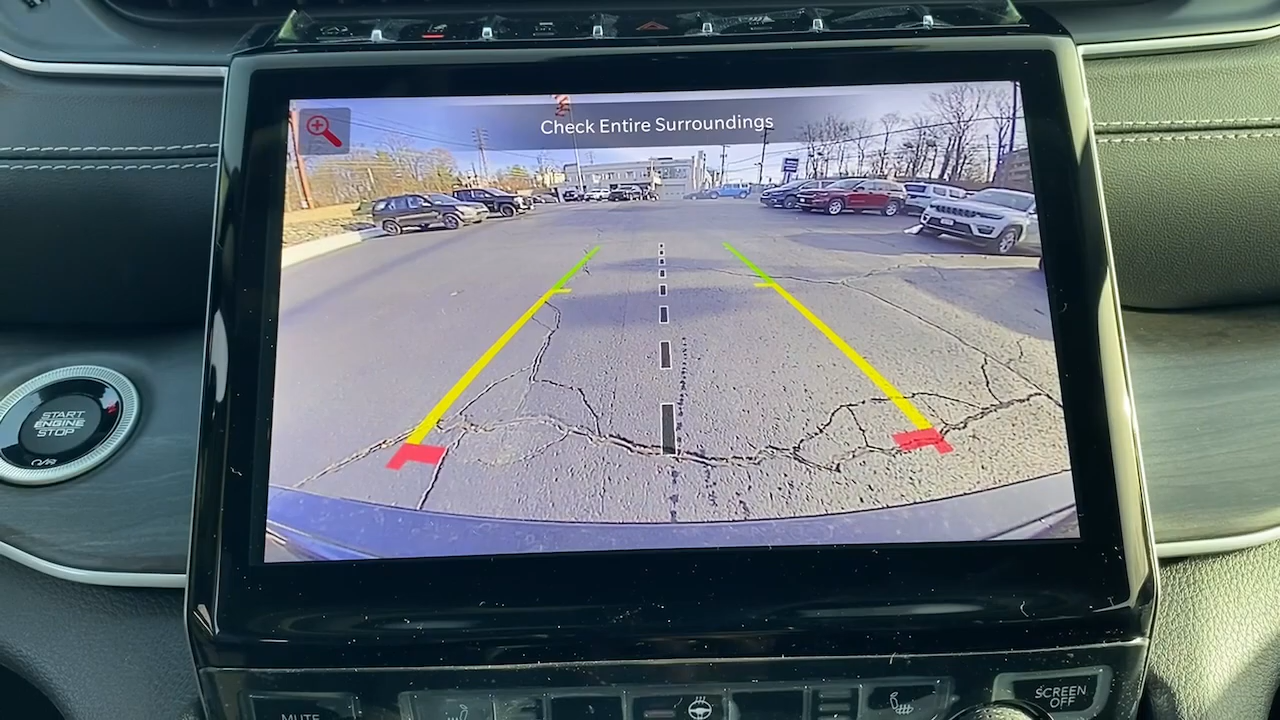 Check Entire Surroundings
START
ENGINE
STOP
MUTE
SCREEN
OFF